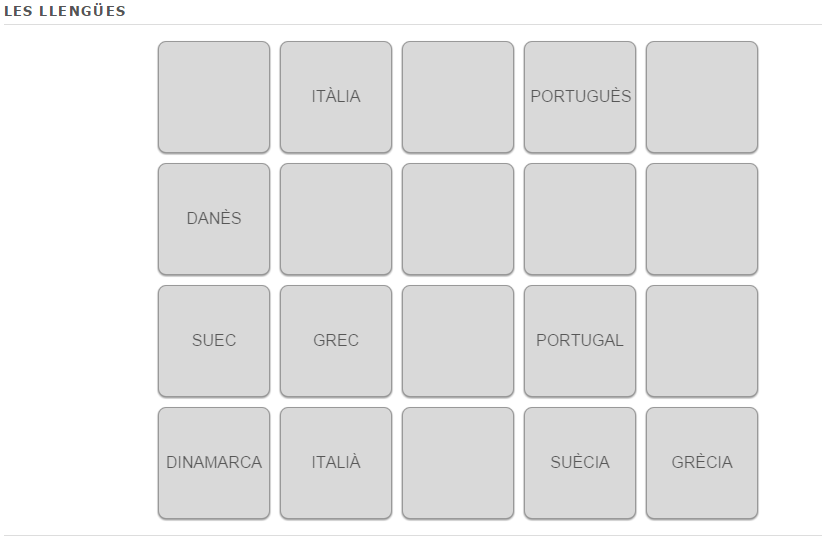 LES LLENGÜES
ITÀLIA
PORTUGUÈS
DANÈS
SUEC
GREC
PORTUGAL
DINAMARCA
ITALIÀ
SUÈCIA
GRÈCIA